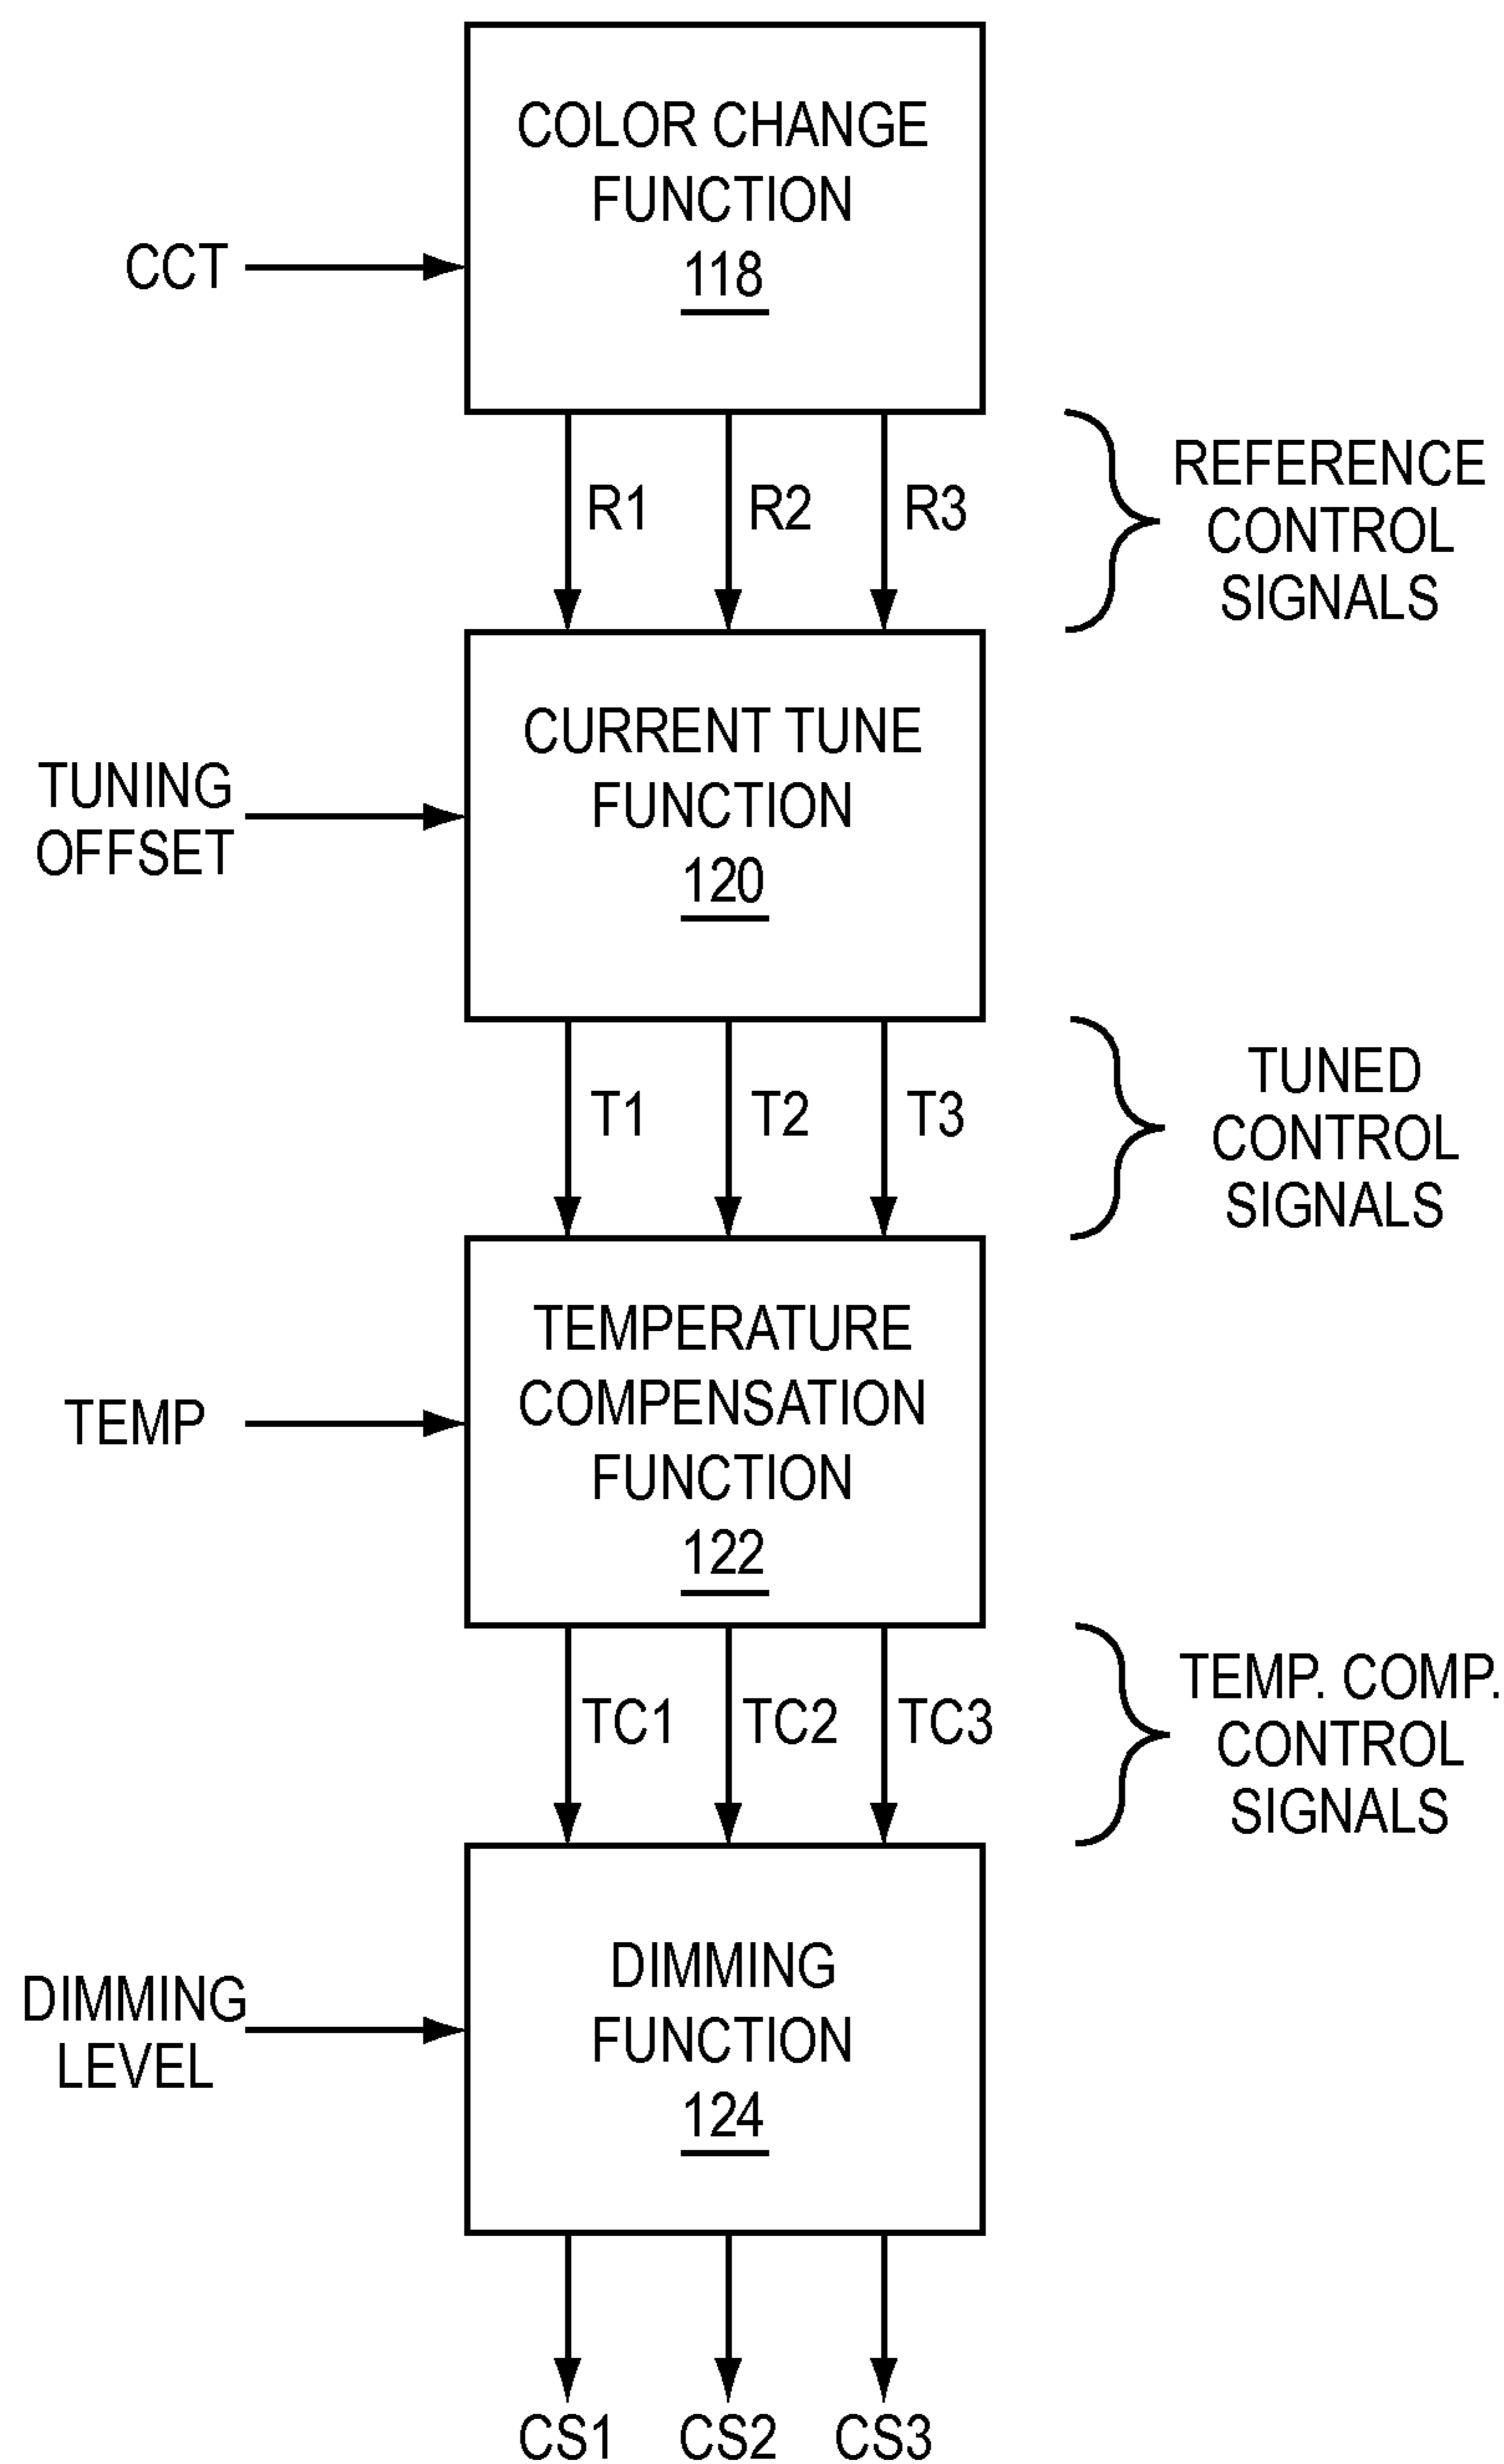 COLOR CHANGE
FUNCTION
118
CCT
R1
R2
R3
REFERENCE
CONTROL
SIGNALS
CURRENT TUNE
FUNCTION
120
TUNING
OFFSET
T1
T2
T3
TUNED
CONTROL
SIGNALS
TEMPERATURE
COMPENSATION
FUNCTION
122
TEMP
TC1
TC2
TC3
TEMP. COMP.
CONTROL
SIGNALS
DIMMING
FUNCTION
124
DIMMING
LEVEL
CS1
CS2
CS3